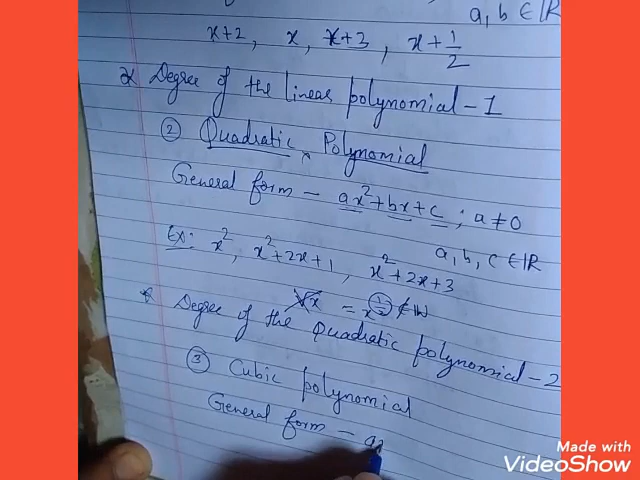 a, b ∈ ℝ
x+2, x, x+3, x+1/2
* Degree of the linear polynomial - 1
② Quadratic Polynomial
General form - ax²+bx+c ; a≠0
a, b, c ∈ ℝ
Ex: x², x²+2x+1, x²+2x+3
√x = x^½ ∉ W
* Degree of the Quadratic polynomial - 2
③ Cubic polynomial
General form - a
Made with
VideoShow